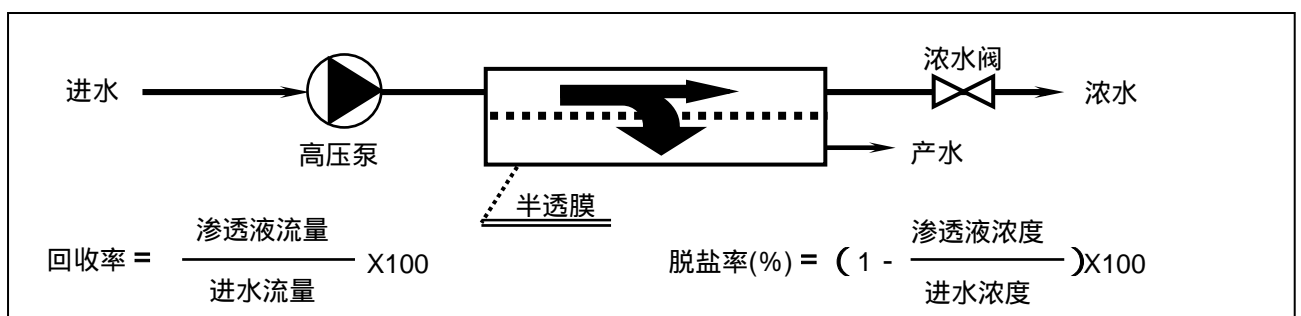 浓水阀
进水
浓水
高压泵
产水
半透膜
回收率 = 渗透液流量 X100
进水流量
脱盐率(%) = (1 - 渗透液浓度 )X100
进水浓度